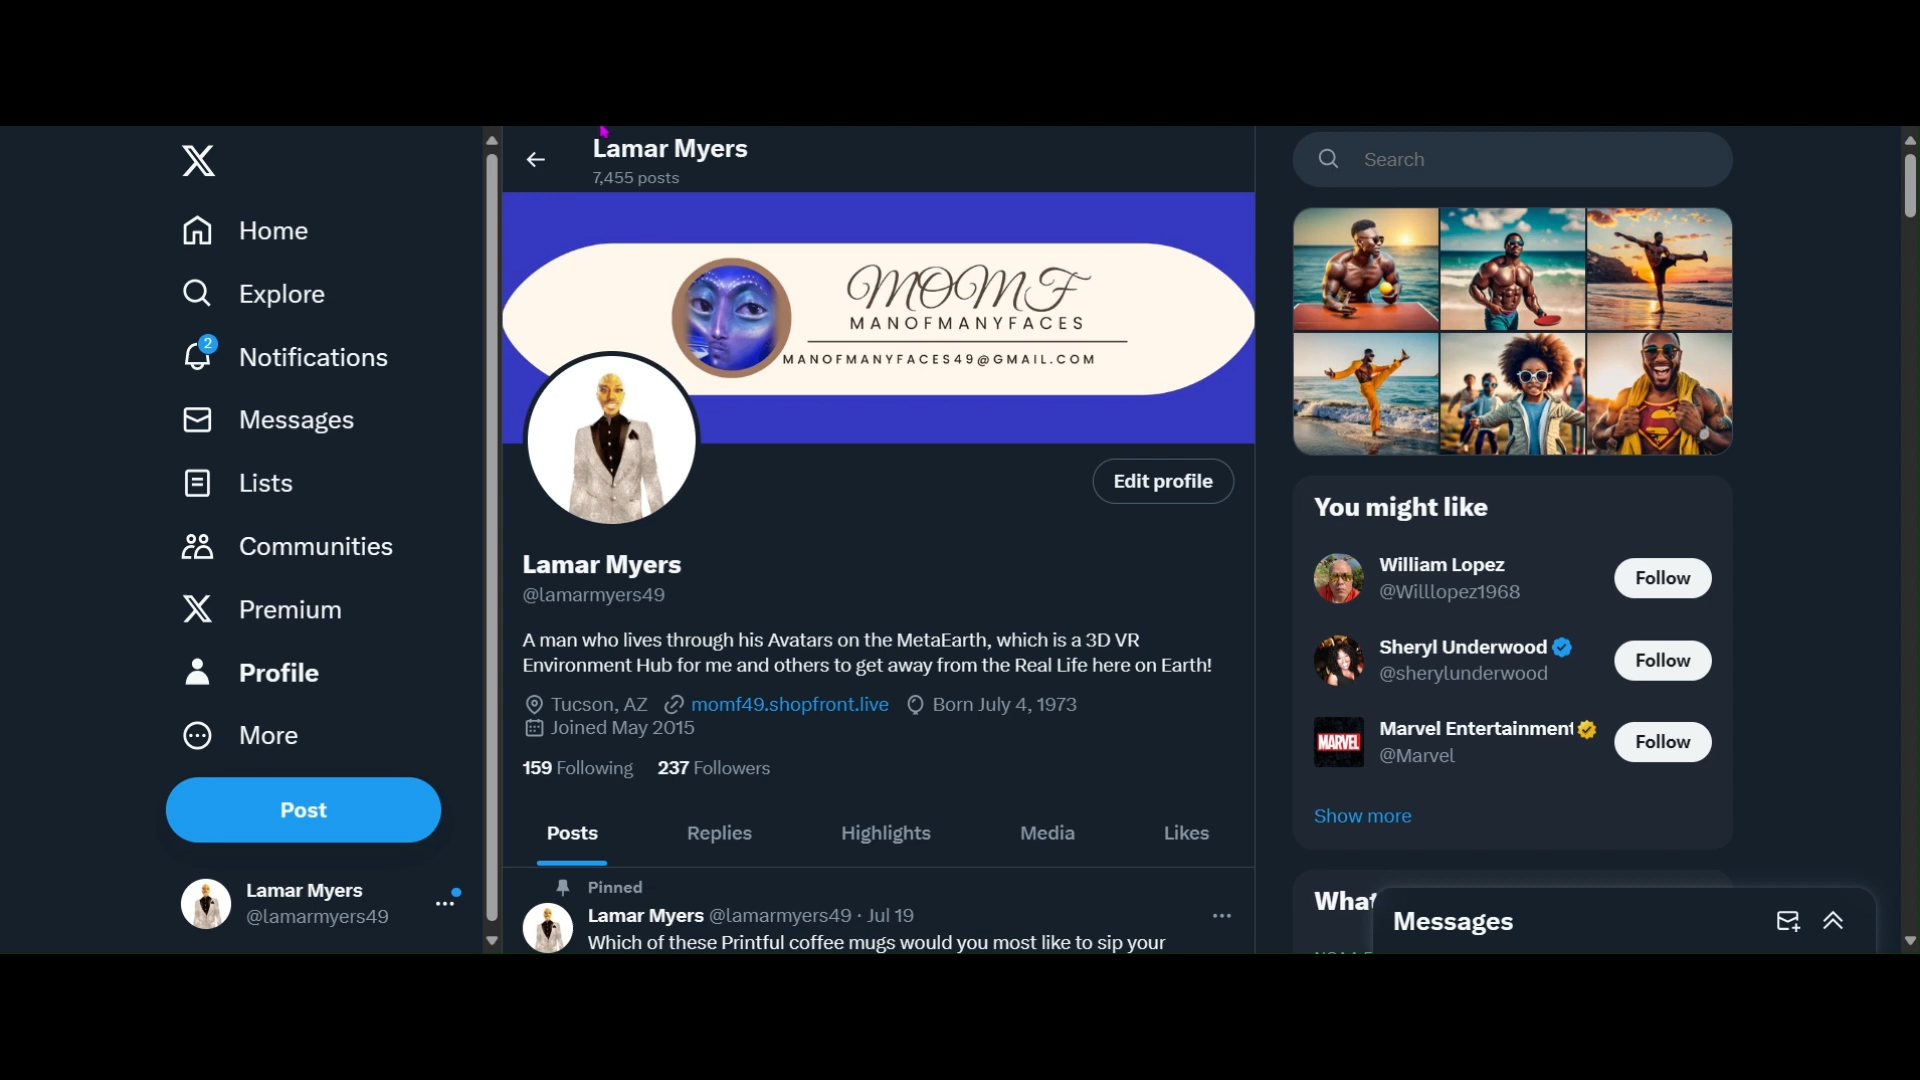 Home
Explore
2
Notifications
Messages
Lists
Communities
Premium
Profile
More
Post
Lamar Myers
@lamarmyers49
Lamar Myers
7,455 posts
MOMF
MANOFMANYFACES
MANOFMANYFACES49@GMAIL.COM
Edit profile
Lamar Myers
@lamarmyers49
A man who lives through his Avatars on the MetaEarth, which is a 3D VR
Environment Hub for me and others to get away from the Real Life here on Earth!
Tucson, AZ momf49.shopfront.live Born July 4, 1973
Joined May 2015
159 Following 237 Followers
Posts Replies Highlights Media Likes
Pinned
Lamar Myers @lamarmyers49 · Jul 19
Which of these Printful coffee mugs would you most like to sip your
Search
You might like
William Lopez
@Willlopez1968
Follow
Sheryl Underwood
@sherylunderwood
Follow
MARVEL
Marvel Entertainment
@Marvel
Follow
Show more
What
Messages